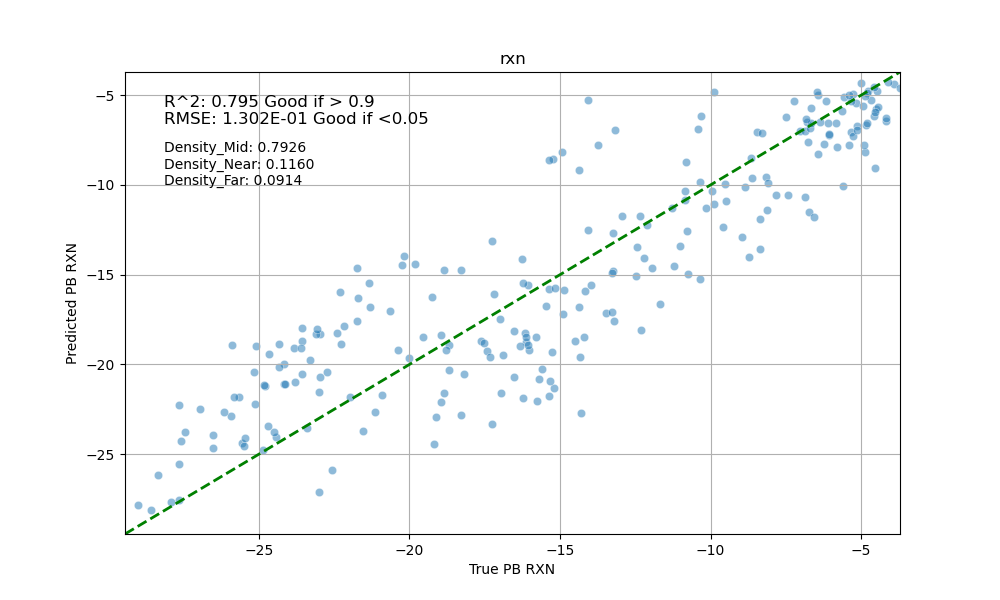 rxn
R^2: 0.795 Good if > 0.9
RMSE: 1.302E-01 Good if <0.05
Density_Mid: 0.7926
Density_Near: 0.1160
Density_Far: 0.0914
Predicted PB RXN
−5
−10
−15
−20
−25
−25
−20
−15
−10
−5
True PB RXN